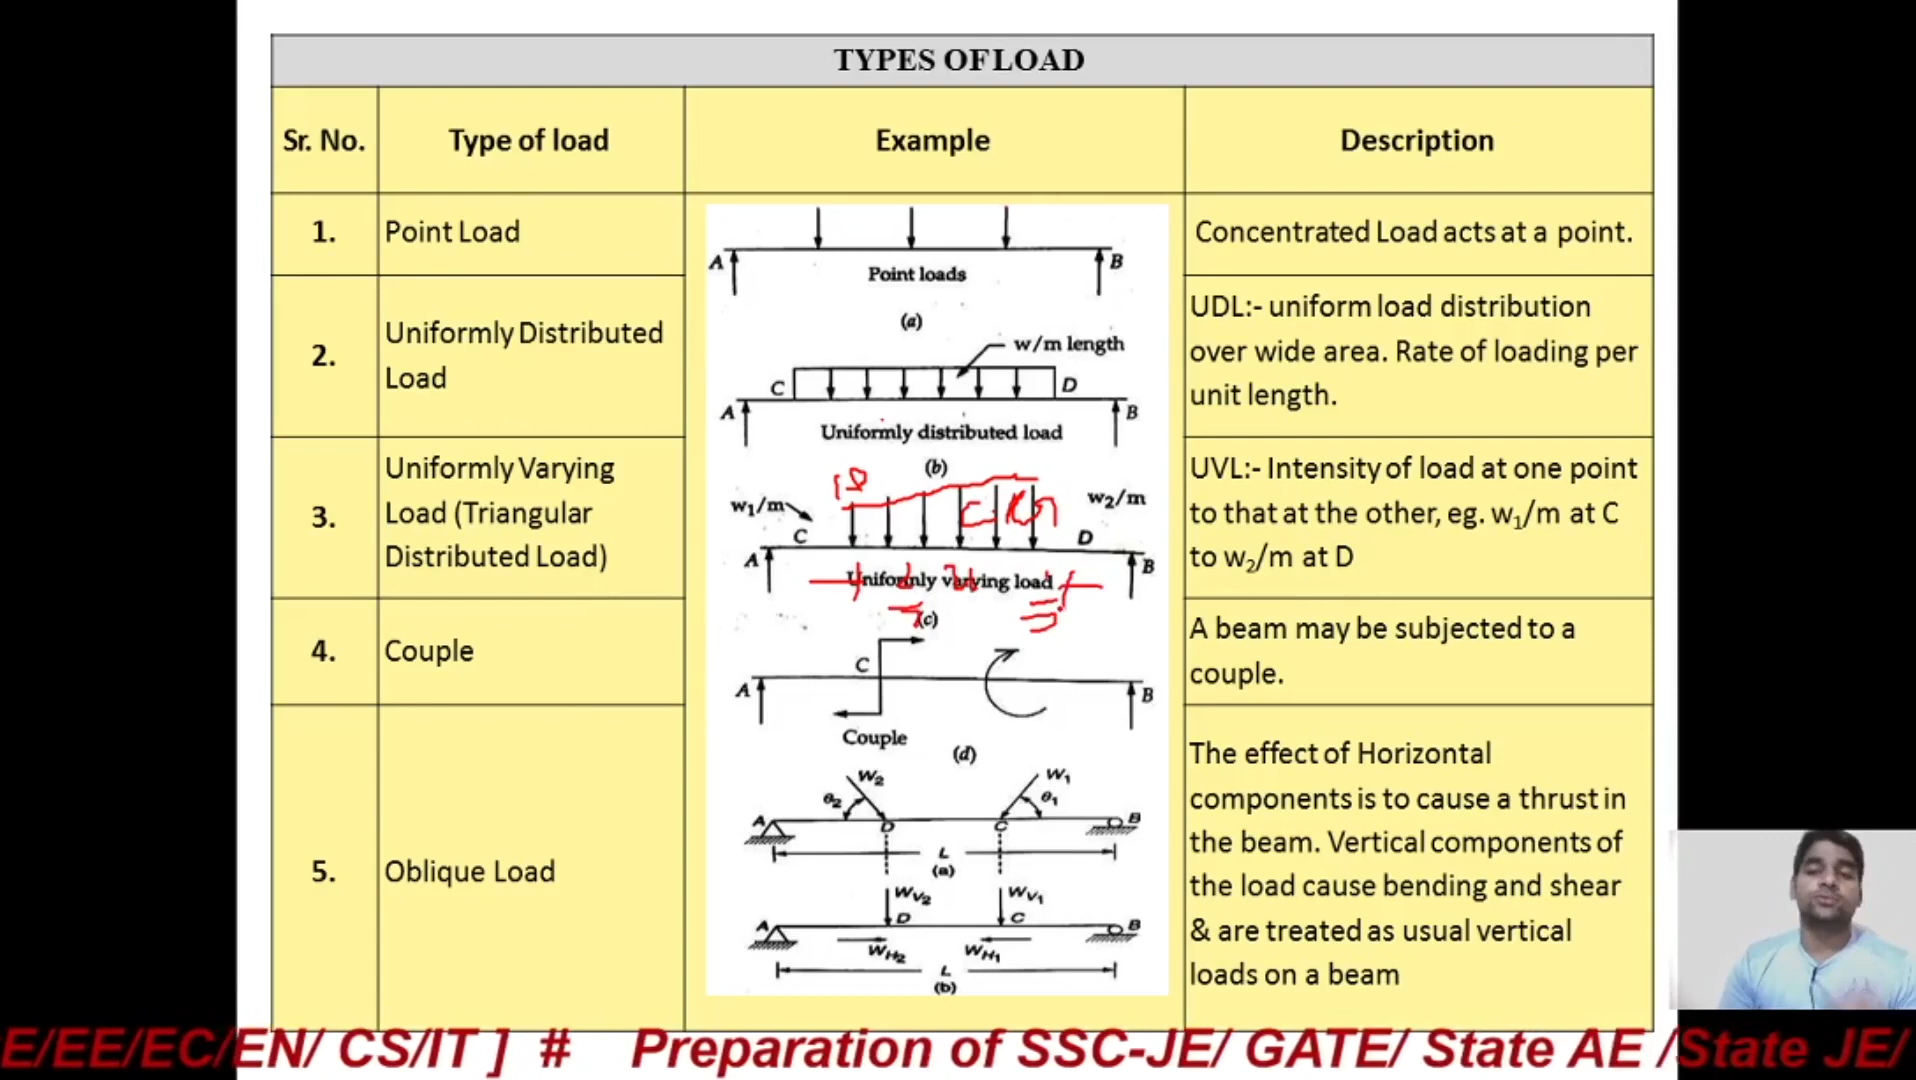 TYPES OF LOAD
Sr. No.
Type of load
Example
Description
1.
Point Load
A
B
Point loads
(a)
Concentrated Load acts at a point.
2.
Uniformly Distributed
Load
w/m length
C
D
A
B
Uniformly distributed load
(b)
UDL:- uniform load distribution
over wide area. Rate of loading per
unit length.
3.
Uniformly Varying
Load (Triangular
Distributed Load)
w₁/m
w₂/m
C
D
A
B
Uniformly varying load
(c)
UVL:- Intensity of load at one point
to that at the other, eg. w₁/m at C
to w₂/m at D
4.
Couple
C
A
B
Couple
(d)
A beam may be subjected to a
couple.
5.
Oblique Load
W₂
W₁
θ₂
θ₁
A
D
C
B
L
(a)
Wv₂
Wv₁
A
D
C
B
WH₂
WH₁
L
(b)
The effect of Horizontal
components is to cause a thrust in
the beam. Vertical components of
the load cause bending and shear
& are treated as usual vertical
loads on a beam
E/EE/EC/EN/ CS/IT ] # Preparation of SSC-JE/ GATE/ State AE /State JE/